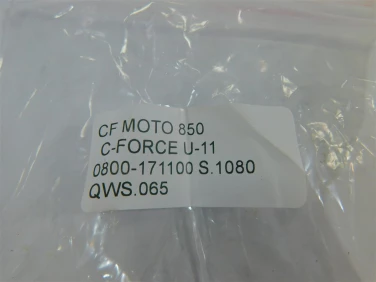 CF MOTO 850
C-FORCE U-11
0800-171100 S.1080
QWS.065